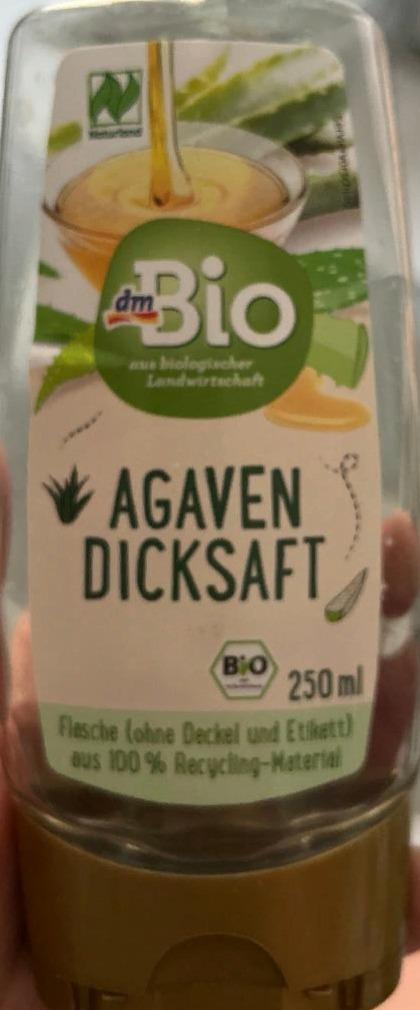 Naturland
dm Bio
aus biologischer
Landwirtschaft
AGAVEN
DICKSAFT
BiO
250 ml
Flasche (ohne Deckel und Etikett)
aus 100 % Recycling-Material